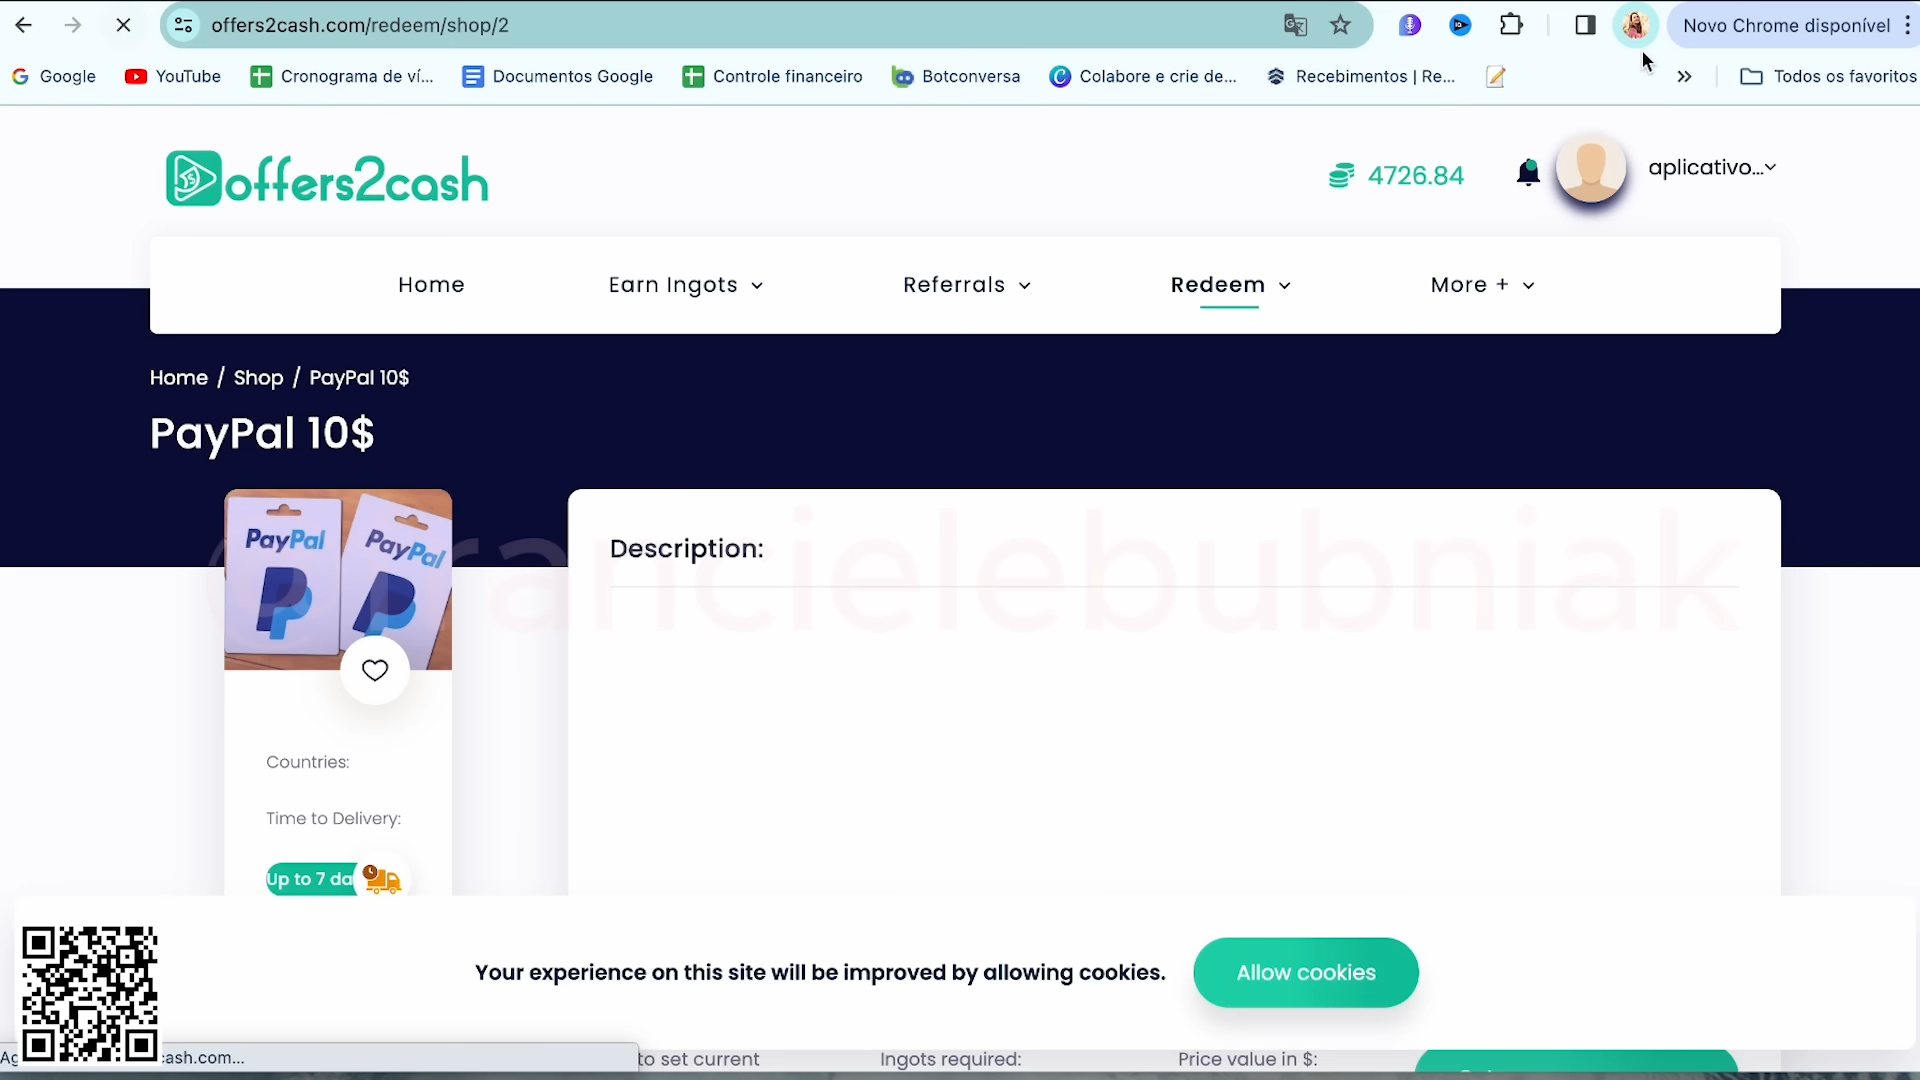 offers2cash.com/redeem/shop/2
Novo Chrome disponível
Google
YouTube
Cronograma de ví...
Documentos Google
Controle financeiro
Botconversa
Colabore e crie de...
Recebimentos | Re...
Todos os favoritos
offers2cash
4726.84
aplicativo...
Home
Earn Ingots
Referrals
Redeem
More +
Home / Shop / PayPal 10$
PayPal 10$
PayPal
PayPal
Description:
@francielebubniak
Countries:
Time to Delivery:
Up to 7 da
Your experience on this site will be improved by allowing cookies.
Allow cookies
Ag
cash.com...
to set current
Ingots required:
Price value in $: